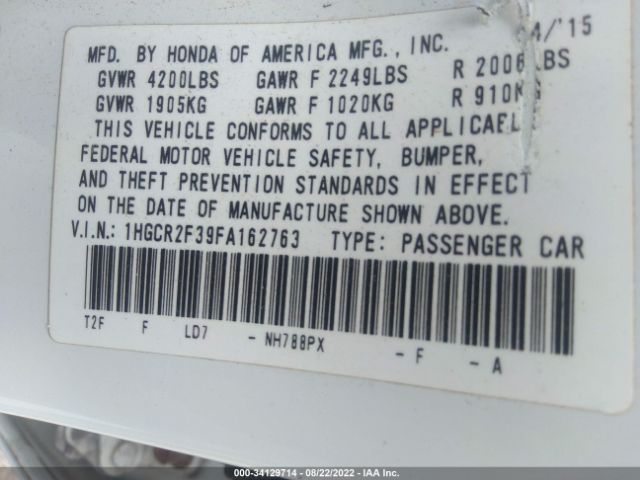 MFD. BY HONDA OF AMERICA MFG., INC. 4/'15
GVWR 4200LBS GAWR F 2249LBS R 2006LBS
GVWR 1905KG GAWR F 1020KG R 910KG
THIS VEHICLE CONFORMS TO ALL APPLICABL
FEDERAL MOTOR VEHICLE SAFETY, BUMPER,
AND THEFT PREVENTION STANDARDS IN EFFECT
ON THE DATE OF MANUFACTURE SHOWN ABOVE.
V.I.N.: 1HGCR2F39FA162763 TYPE: PASSENGER CAR
T2F F LD7 - NH788PX - F - A
000-34129714 - 08/22/2022 - IAA Inc.